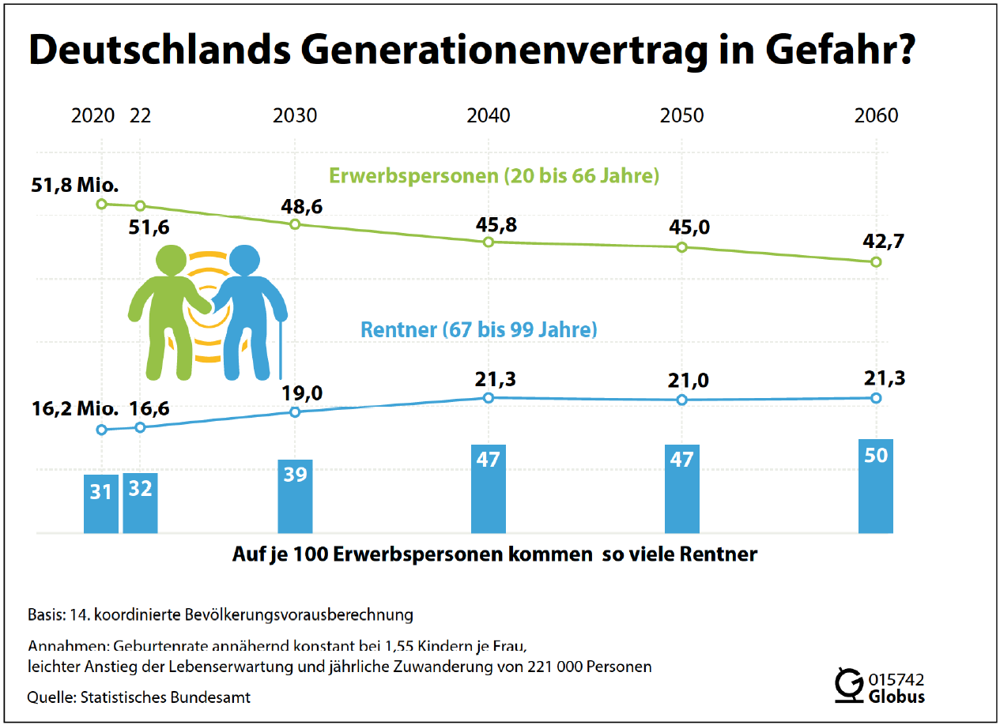 Deutschlands Generationenvertrag in Gefahr?
2020 22 2030 2040 2050 2060
Erwerbspersonen (20 bis 66 Jahre)
51,8 Mio.
51,6
48,6
45,8
45,0
42,7
Rentner (67 bis 99 Jahre)
16,2 Mio. 16,6
19,0
21,3
21,0
21,3
31 32 39 47 47 50
Auf je 100 Erwerbspersonen kommen so viele Rentner
Basis: 14. koordinierte Bevölkerungsvorausberechnung
Annahmen: Geburtenrate annähernd konstant bei 1,55 Kindern je Frau,
leichter Anstieg der Lebenserwartung und jährliche Zuwanderung von 221 000 Personen
Quelle: Statistisches Bundesamt
015742
Globus